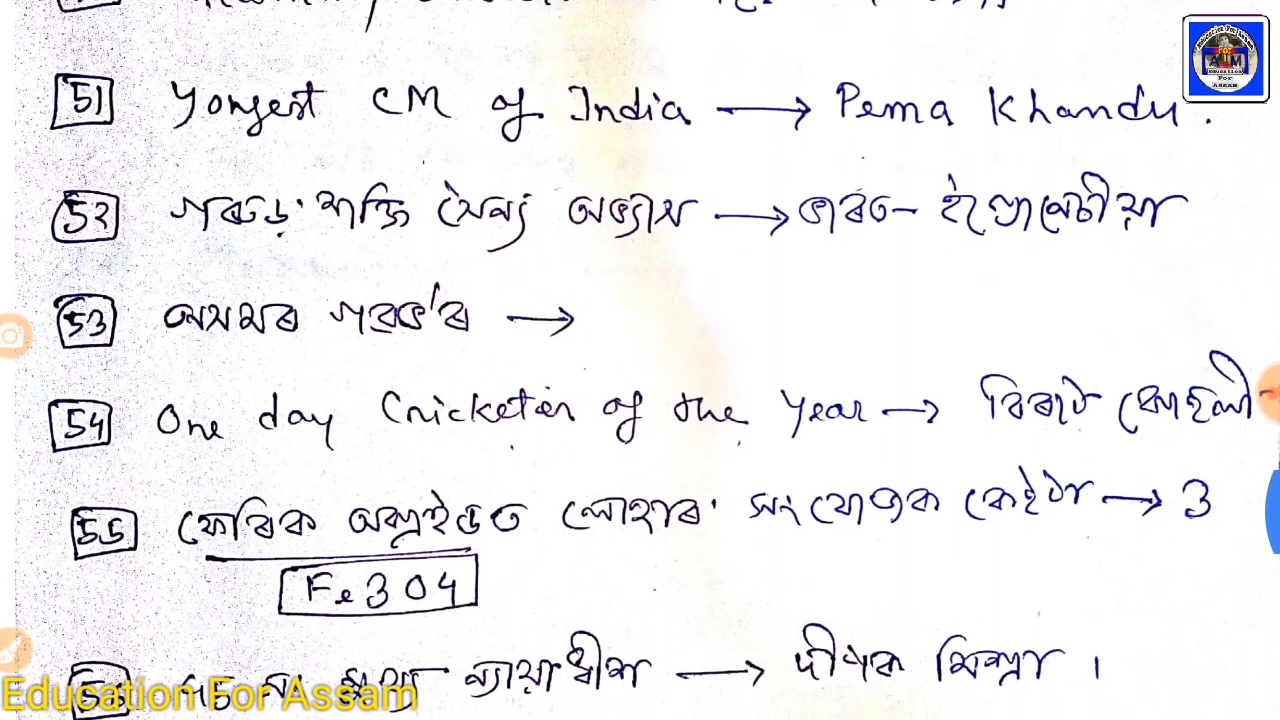 51 Yongest CM of India → Pema Khandu.
52 গৰুড় শক্তি সৈন্য অভ্যাস → ভাৰত- ইণ্ডোনেচীয়া
53 অসমৰ গৱৰ্ণ'ৰ →
54 One day Cricketer of the Year → বিৰাট কোহলী
55 ফেৰিক অক্সাইডত লোহাৰ সংযোজক কেইটা → 3
Fe3O4
ন্যায়াধীশ → দীপক মিশ্ৰা ।
Education For Assam